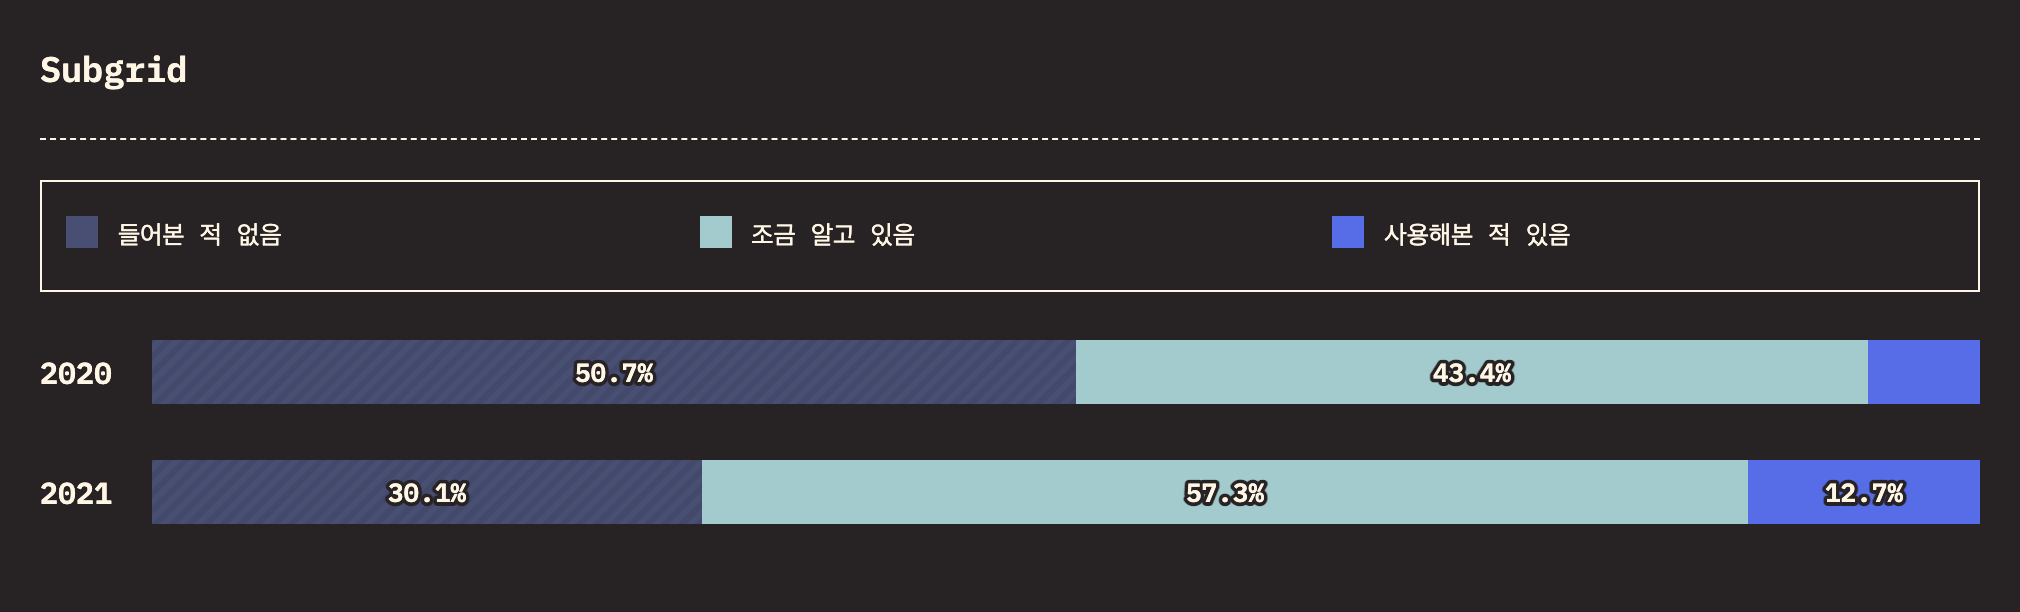 Subgrid
들어본 적 없음 조금 알고 있음 사용해본 적 있음
2020 50.7% 43.4%
2021 30.1% 57.3% 12.7%